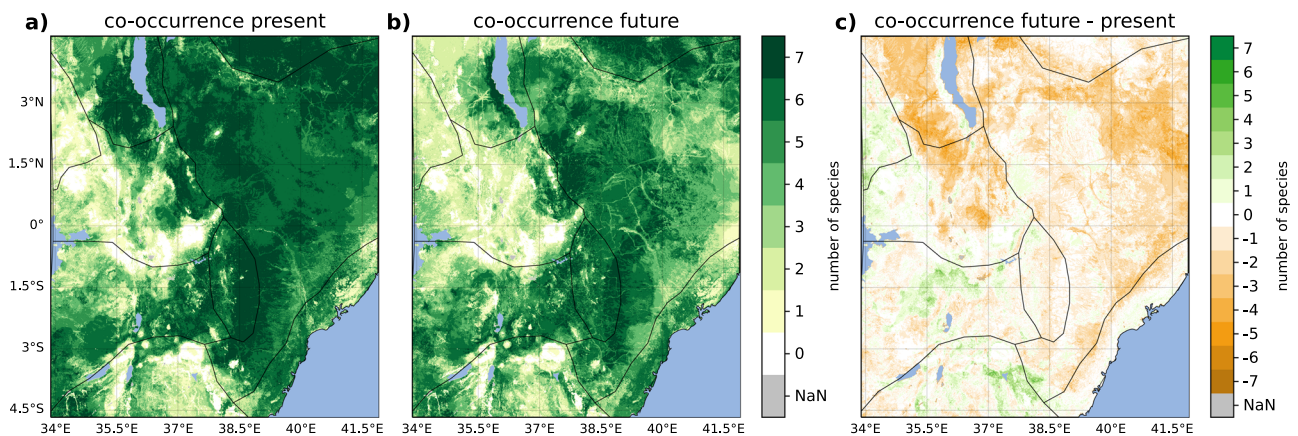 a) co-occurrence present
b) co-occurrence future
co-occurrence future - present
c)
3°N
1.5°N
0°
1.5°S
3°S
4.5°S
34°E 35.5°E 37°E 38.5°E 40°E 41.5°E
34°E 35.5°E 37°E 38.5°E 40°E 41.5°E
7
6
5
4
3
2
1
0
NaN
number of species
34°E 35.5°E 37°E 38.5°E 40°E 41.5°E
7
6
5
4
3
2
1
0
-1
-2
-3
-4
-5
-6
-7
NaN
number of species